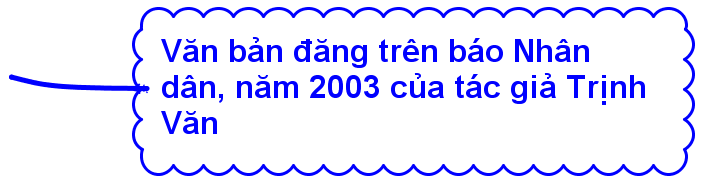 Văn bản đăng trên báo Nhân
dân, năm 2003 của tác giả Trịnh
Văn